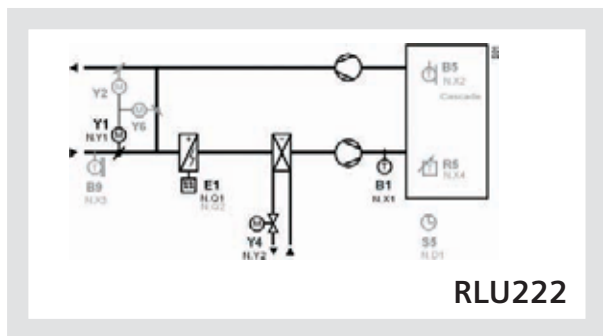 B5
N.X2
Cascade
Y2
Y6
Y1
N.Y1
B9
N.X3
E1
N.Q1
N.Q2
B1
N.X1
R5
N.X4
Y4
N.Y2
S5
N.D1
RLU222